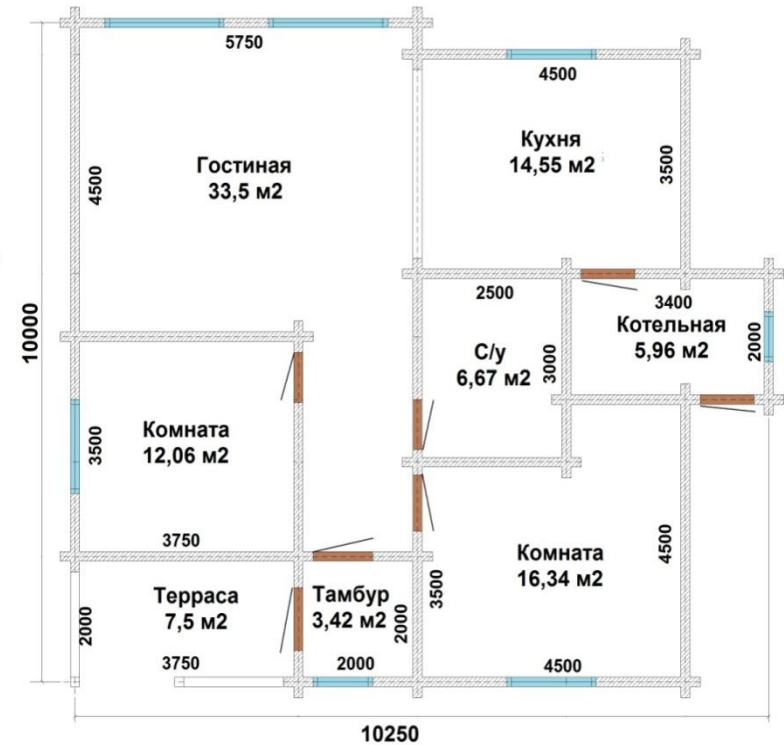 5750
4500
Гостиная
33,5 м2
4500
Кухня
14,55 м2
3500
10000
2500
3400
Котельная
5,96 м2
2000
С/у
6,67 м2
3000
Комната
12,06 м2
3500
3750
Комната
16,34 м2
4500
3500
Терраса
7,5 м2
2000
3750
Тамбур
3,42 м2
2000
2000
4500
10250